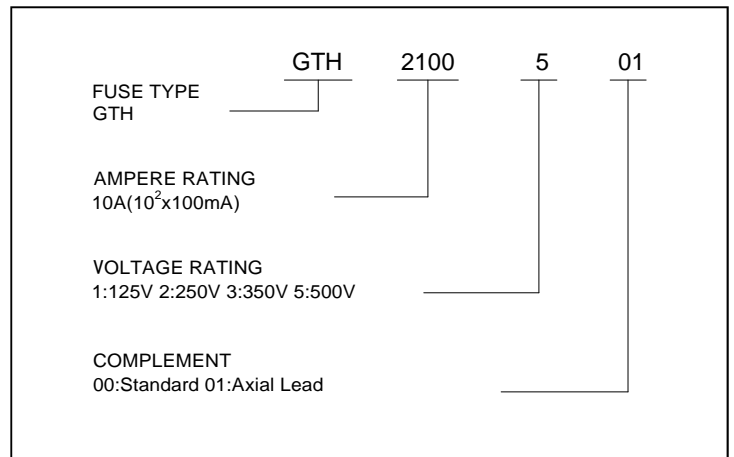 GTH 2100 5 01
FUSE TYPE
GTH
AMPERE RATING
10A(10²x100mA)
VOLTAGE RATING
1:125V 2:250V 3:350V 5:500V
COMPLEMENT
00:Standard 01:Axial Lead